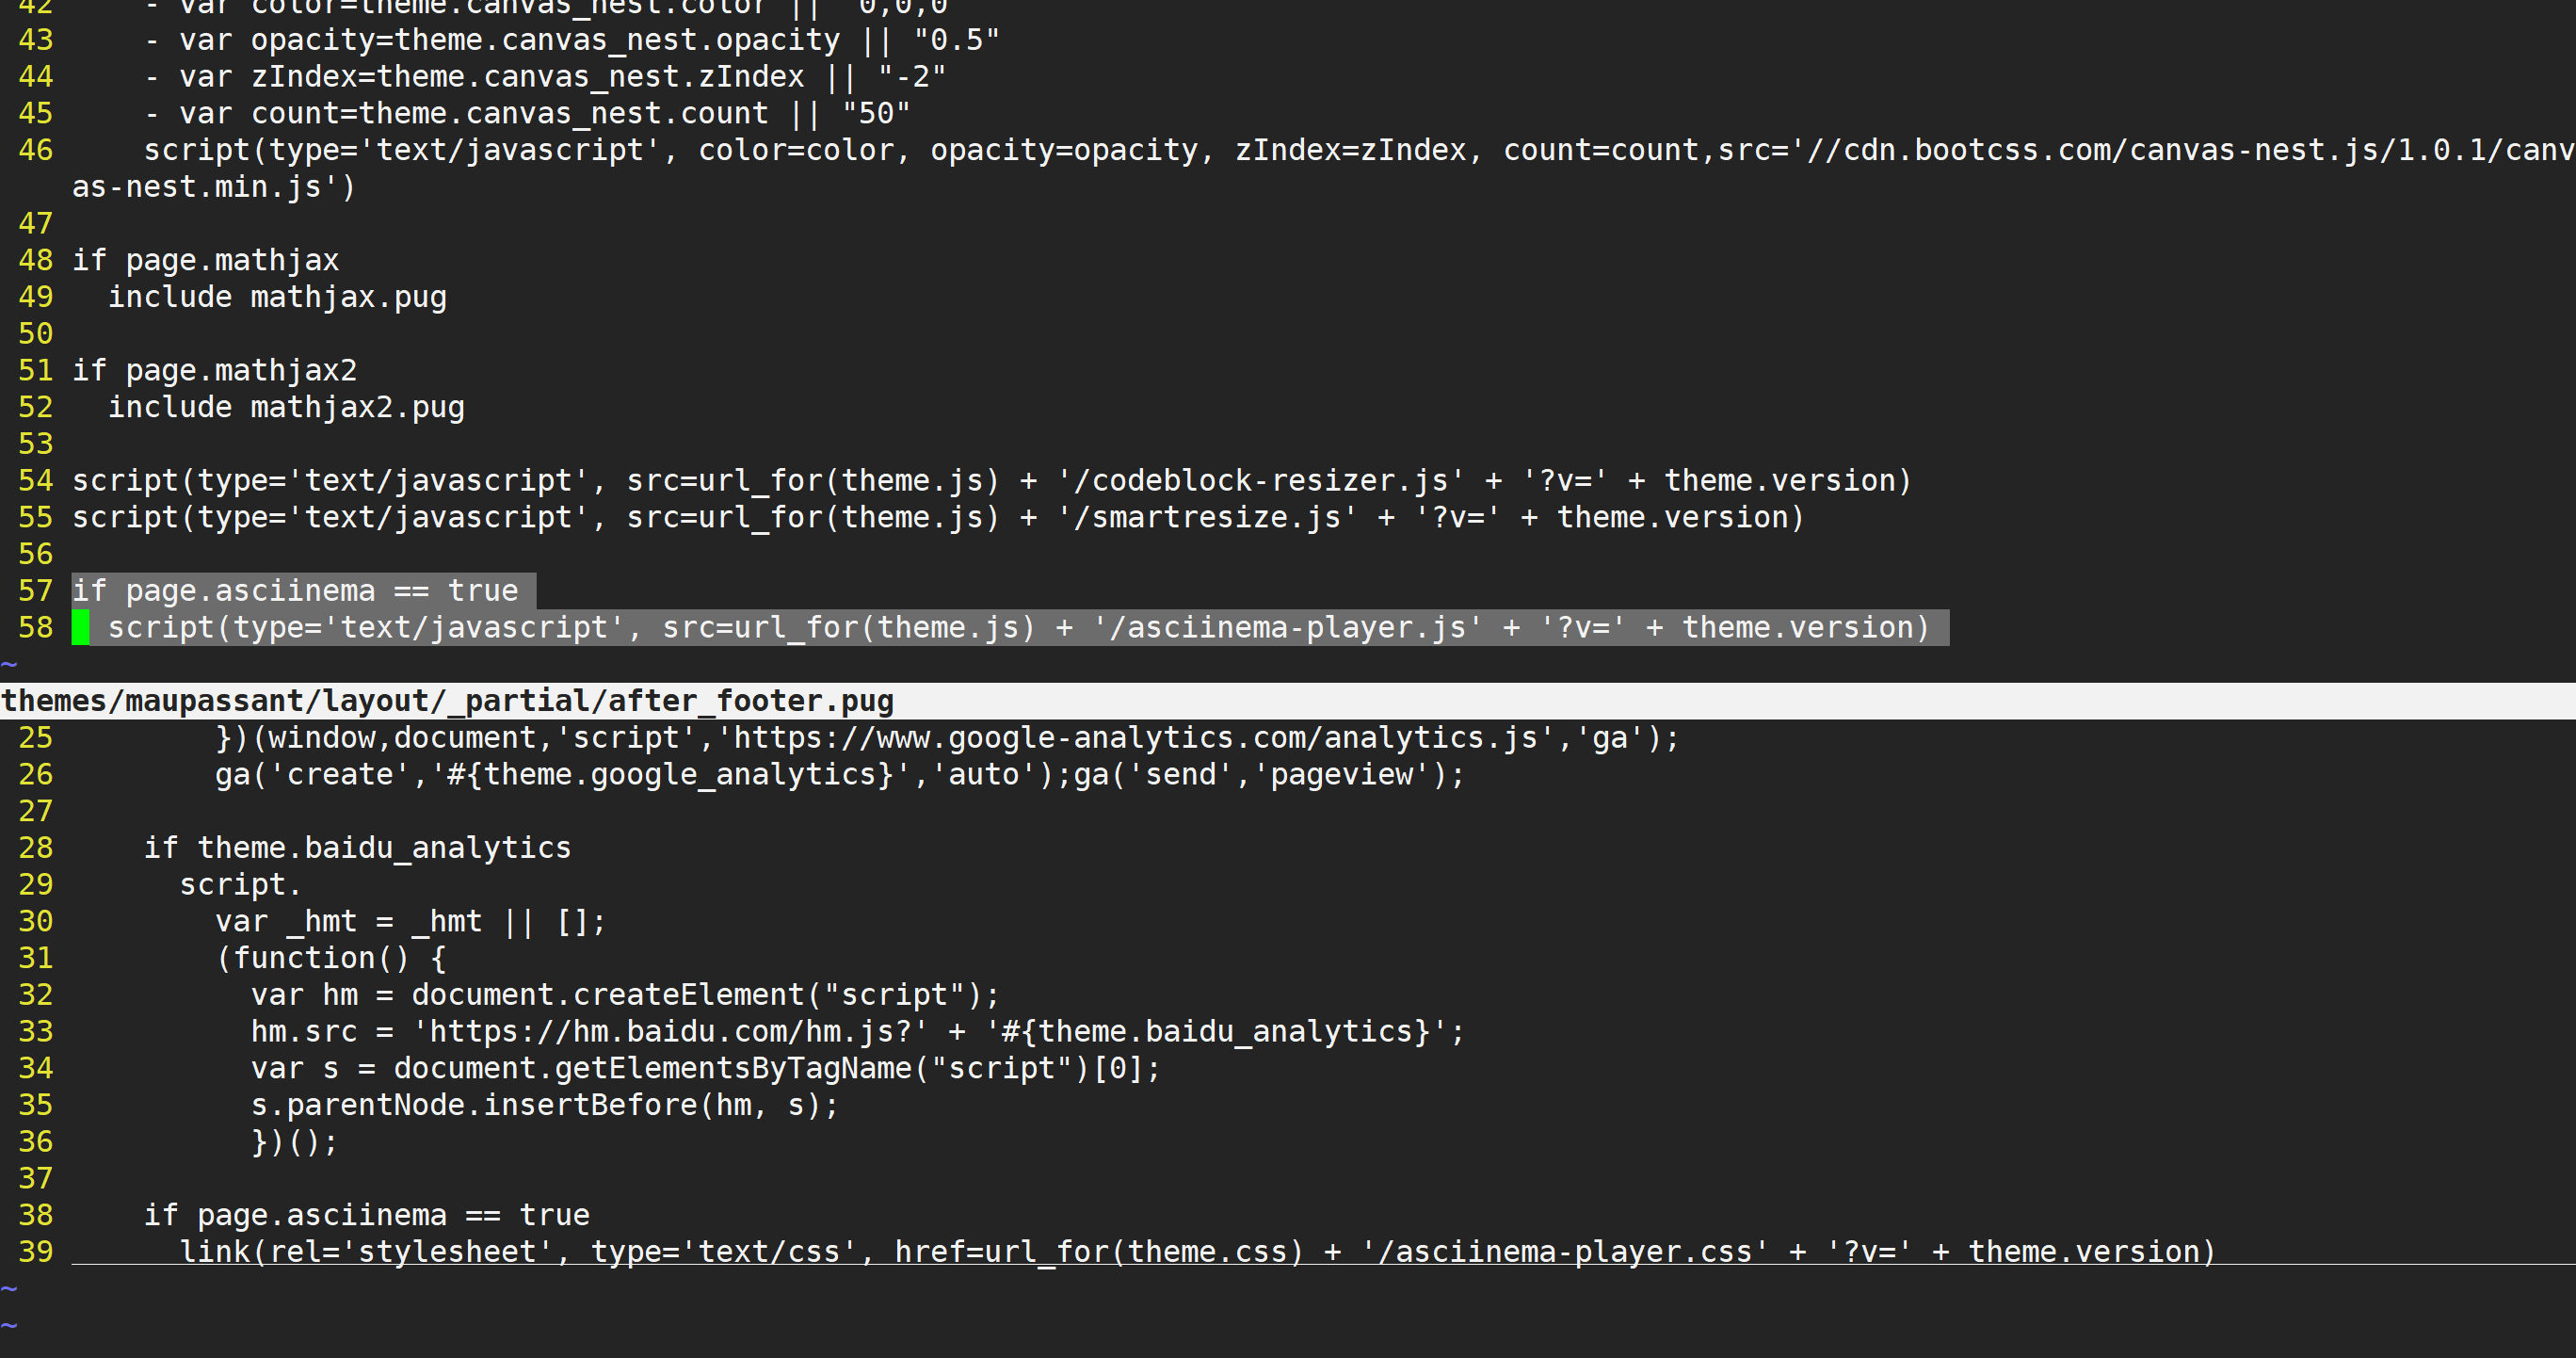 42     - var color=theme.canvas_nest.color || "0,0,0"
43     - var opacity=theme.canvas_nest.opacity || "0.5"
44     - var zIndex=theme.canvas_nest.zIndex || "-2"
45     - var count=theme.canvas_nest.count || "50"
46     script(type='text/javascript', color=color, opacity=opacity, zIndex=zIndex, count=count,src='//cdn.bootcss.com/canvas-nest.js/1.0.1/canv
as-nest.min.js')
47
48 if page.mathjax
49   include mathjax.pug
50
51 if page.mathjax2
52   include mathjax2.pug
53
54 script(type='text/javascript', src=url_for(theme.js) + '/codeblock-resizer.js' + '?v=' + theme.version)
55 script(type='text/javascript', src=url_for(theme.js) + '/smartresize.js' + '?v=' + theme.version)
56
57 if page.asciinema == true
58   script(type='text/javascript', src=url_for(theme.js) + '/asciinema-player.js' + '?v=' + theme.version)
~
themes/maupassant/layout/_partial/after_footer.pug
25         })(window,document,'script','https://www.google-analytics.com/analytics.js','ga');
26         ga('create','#{theme.google_analytics}','auto');ga('send','pageview');
27
28     if theme.baidu_analytics
29       script.
30         var _hmt = _hmt || [];
31         (function() {
32           var hm = document.createElement("script");
33           hm.src = 'https://hm.baidu.com/hm.js?' + '#{theme.baidu_analytics}';
34           var s = document.getElementsByTagName("script")[0];
35           s.parentNode.insertBefore(hm, s);
36           })();
37
38     if page.asciinema == true
39       link(rel='stylesheet', type='text/css', href=url_for(theme.css) + '/asciinema-player.css' + '?v=' + theme.version)
~
~